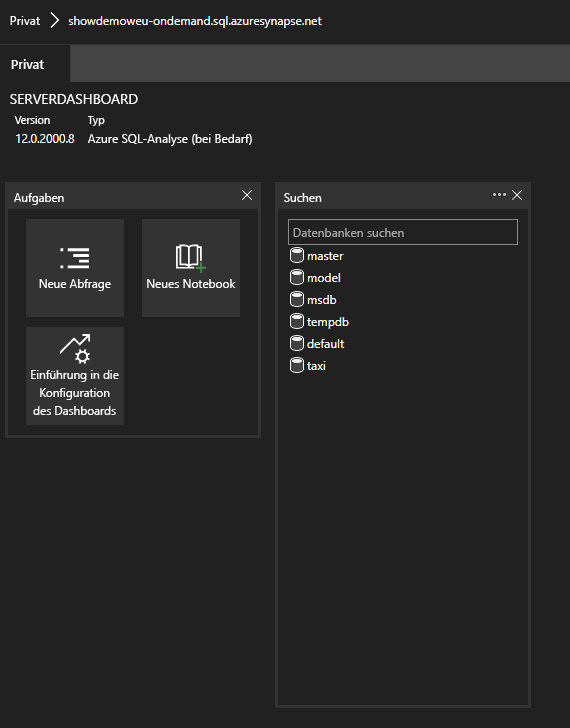 Privat showdemoweu-ondemand.sql.azuresynapse.net
Privat
SERVERDASHBOARD
Version Typ
12.0.2000.8 Azure SQL-Analyse (bei Bedarf)
Aufgaben
Neue Abfrage
Neues Notebook
Einführung in die
Konfiguration
des Dashboards
Suchen
Datenbanken suchen
master
model
msdb
tempdb
default
taxi